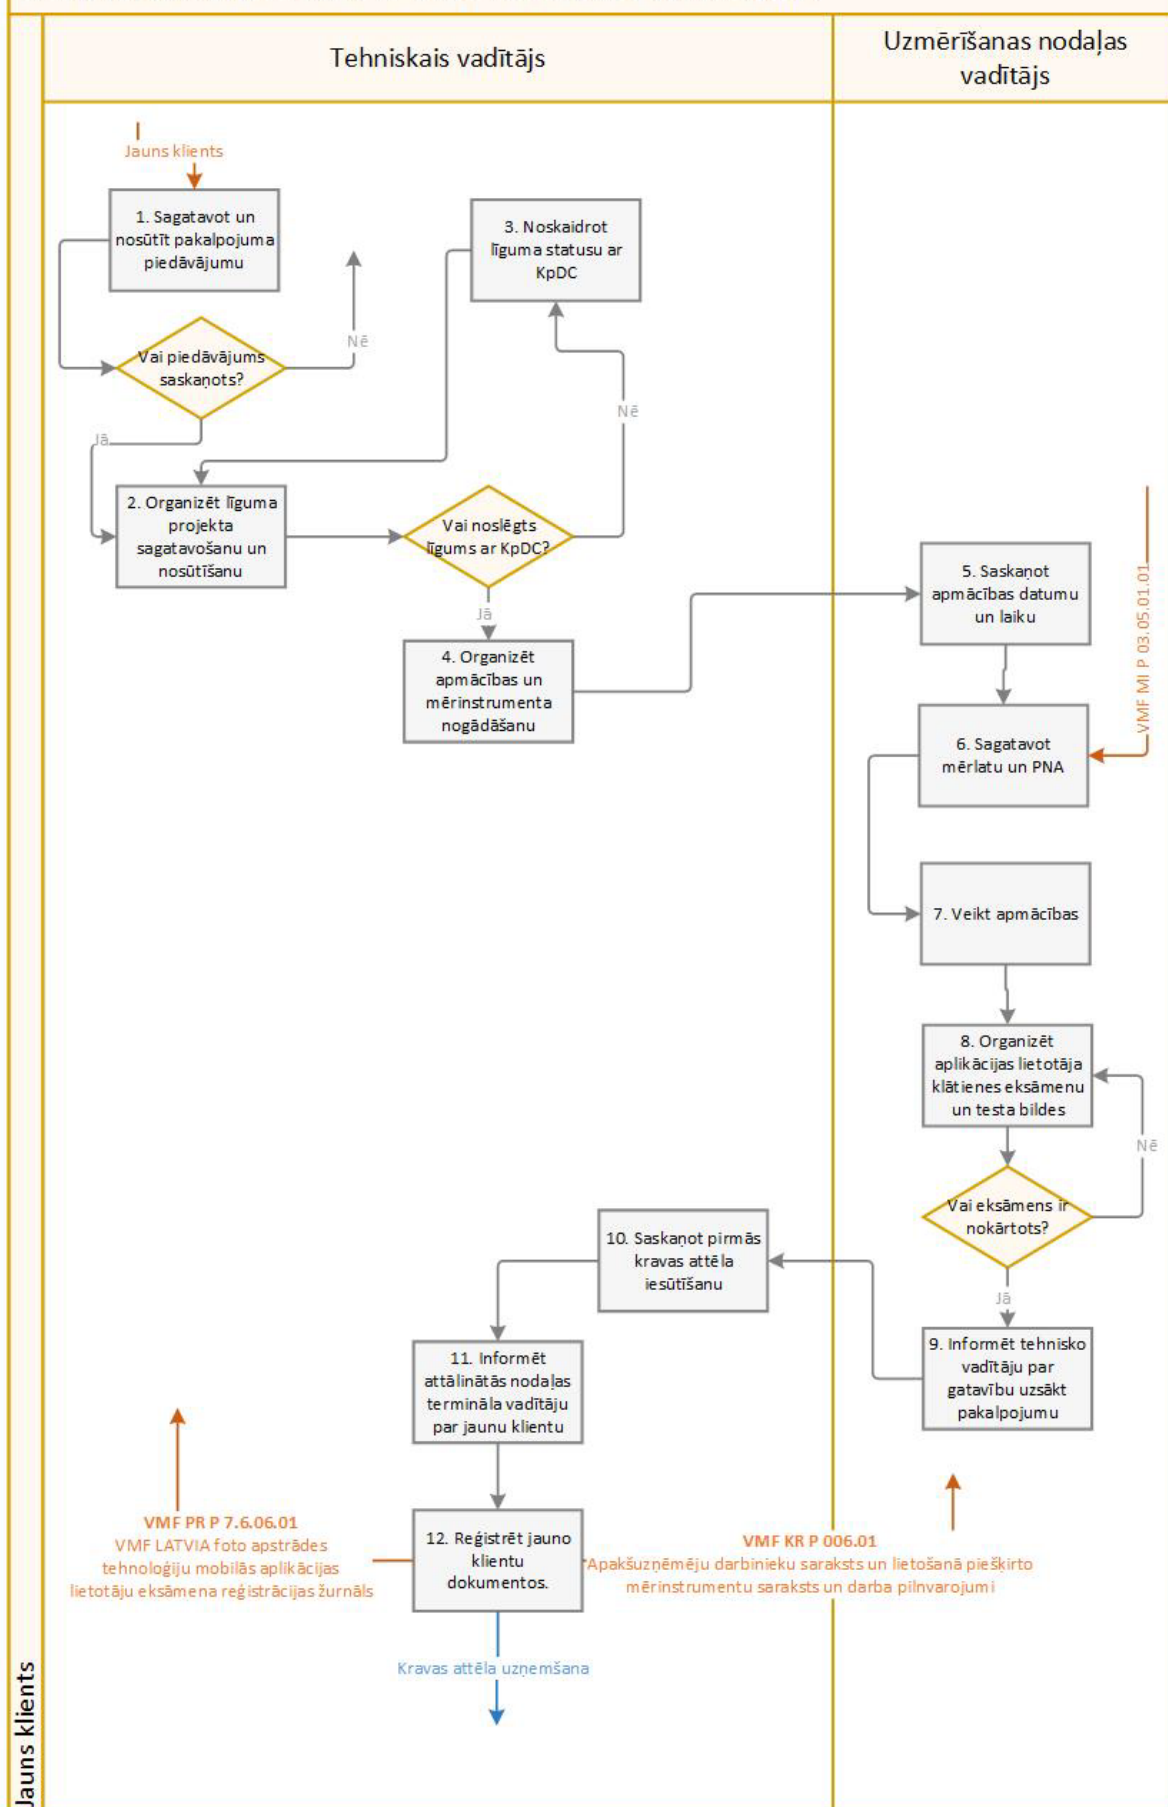 Tehniskais vadītājs
Uzmērīšanas nodaļas
vadītājs
Jauns klients
Jauns klients
1. Sagatavot un
nosūtīt pakalpojuma
piedāvājumu
3. Noskaidrot
līguma statusu ar
KpDC
Nē
Vai piedāvājums
saskaņots?
Nē
Jā
2. Organizēt līguma
projekta
sagatavošanu un
nosūtīšanu
Vai noslēgts
līgums ar KpDC?
Jā
4. Organizēt
apmācības un
mērinstrumenta
nogādāšanu
5. Saskaņot
apmācības datumu
un laiku
VMF MI P 03.05.01.01
6. Sagatavot
mērlatu un PNA
7. Veikt apmācības
8. Organizēt
aplikācijas lietotāja
klātienes eksāmenu
un testa bildes
Nē
Vai eksāmens ir
nokārtots?
Jā
9. Informēt tehnisko
vadītāju par
gatavību uzsākt
pakalpojumu
10. Saskaņot pirmās
kravas attēla
iesūtīšanu
11. Informēt
attālinātās nodaļas
termināla vadītāju
par jaunu klientu
12. Reģistrēt jauno
klientu
dokumentos.
VMF PR P 7.6.06.01
VMF LATVIA foto apstrādes
tehnoloģiju mobilās aplikācijas
lietotāju eksāmena reģistrācijas žurnāls
VMF KR P 006.01
Apakšuzņēmēju darbinieku saraksts un lietošanā piešķirto
mērinstrumentu saraksts un darba pilnvarojumi
Kravas attēla uzņemšana